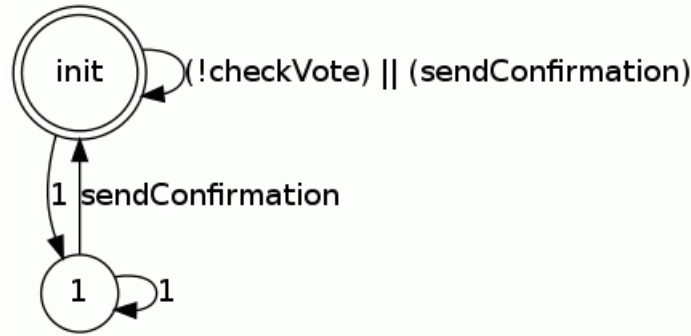 init (!checkVote) || (sendConfirmation)
1 sendConfirmation
1 1